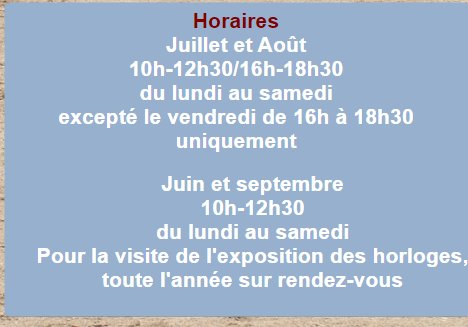 Horaires
Juillet et Août
10h-12h30/16h-18h30
du lundi au samedi
excepté le vendredi de 16h à 18h30
uniquement
Juin et septembre
10h-12h30
du lundi au samedi
Pour la visite de l'exposition des horloges,
toute l'année sur rendez-vous